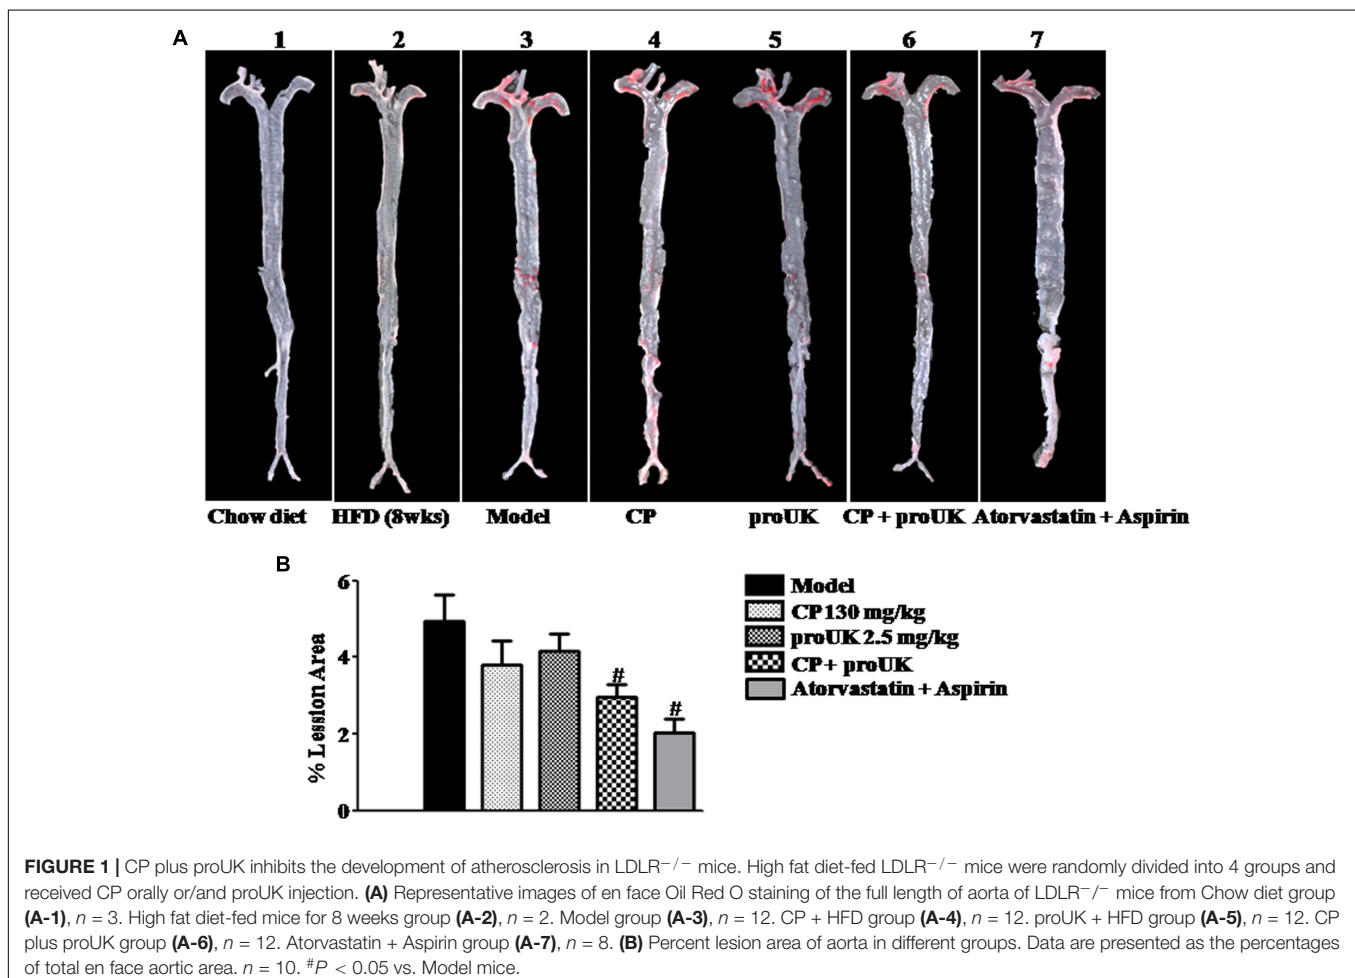 A
1 2 3 4 5 6 7
Chow diet HFD (8wks) Model CP proUK CP + proUK Atorvastatin + Aspirin
B
% Lession Area
6
4
2
0
# #
Model
CP 130 mg/kg
proUK 2.5 mg/kg
CP + proUK
Atorvastatin + Aspirin
FIGURE 1 | CP plus proUK inhibits the development of atherosclerosis in LDLR−/− mice. High fat diet-fed LDLR−/− mice were randomly divided into 4 groups and
received CP orally or/and proUK injection. (A) Representative images of en face Oil Red O staining of the full length of aorta of LDLR−/− mice from Chow diet group
(A-1), n = 3. High fat diet-fed mice for 8 weeks group (A-2), n = 2. Model group (A-3), n = 12. CP + HFD group (A-4), n = 12. proUK + HFD group (A-5), n = 12. CP
plus proUK group (A-6), n = 12. Atorvastatin + Aspirin group (A-7), n = 8. (B) Percent lesion area of aorta in different groups. Data are presented as the percentages
of total en face aortic area. n = 10. #P < 0.05 vs. Model mice.